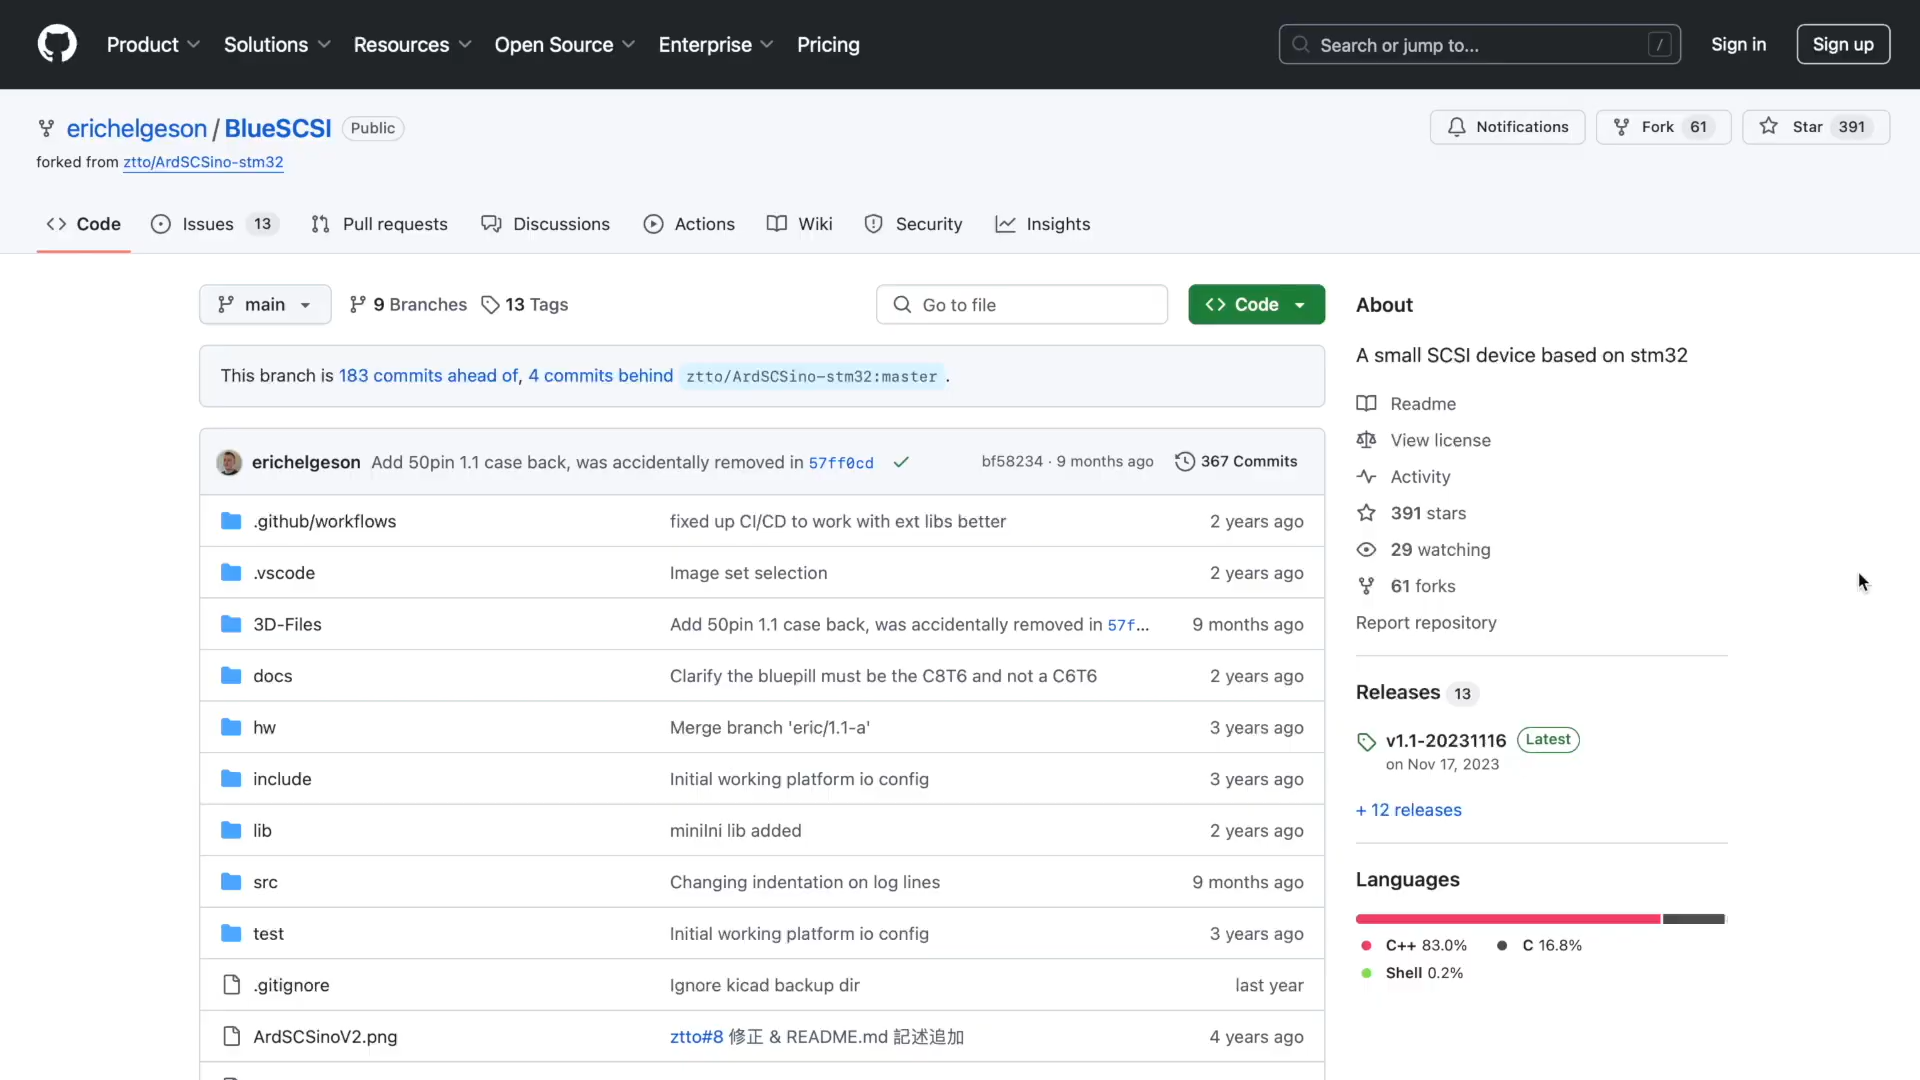 Product Solutions Resources Open Source Enterprise Pricing Search or jump to... / Sign in Sign up
erichelgeson / BlueSCSI Public Notifications Fork 61 Star 391
forked from ztto/ArdSCSino-stm32
Code Issues 13 Pull requests Discussions Actions Wiki Security Insights
main 9 Branches 13 Tags Go to file Code
This branch is 183 commits ahead of, 4 commits behind ztto/ArdSCSino-stm32:master .
erichelgeson Add 50pin 1.1 case back, was accidentally removed in 57ff0cd bf58234 · 9 months ago 367 Commits
.github/workflows fixed up CI/CD to work with ext libs better 2 years ago
.vscode Image set selection 2 years ago
3D-Files Add 50pin 1.1 case back, was accidentally removed in 57f... 9 months ago
docs Clarify the bluepill must be the C8T6 and not a C6T6 2 years ago
hw Merge branch 'eric/1.1-a' 3 years ago
include Initial working platform io config 3 years ago
lib miniIni lib added 2 years ago
src Changing indentation on log lines 9 months ago
test Initial working platform io config 3 years ago
.gitignore Ignore kicad backup dir last year
ArdSCSinoV2.png ztto#8 修正 & README.md 記述追加 4 years ago
About
A small SCSI device based on stm32
Readme
View license
Activity
391 stars
29 watching
61 forks
Report repository
Releases 13
v1.1-20231116 Latest
on Nov 17, 2023
+ 12 releases
Languages
C++ 83.0% C 16.8%
Shell 0.2%